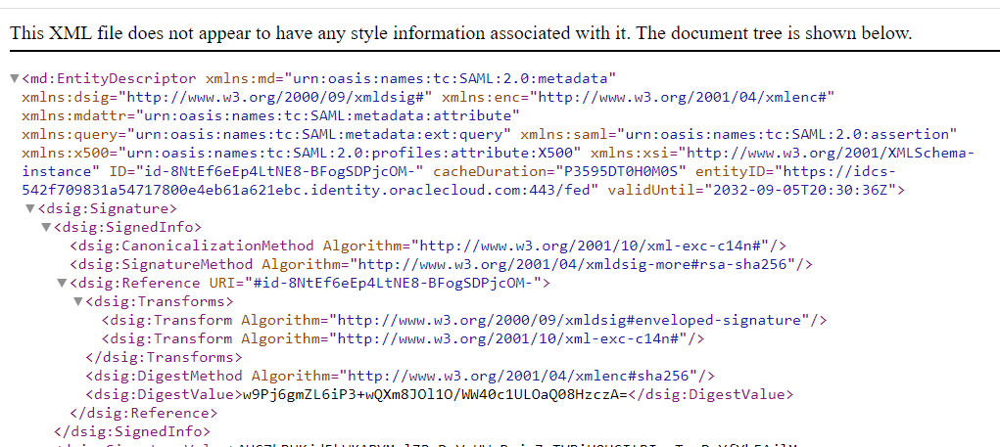 This XML file does not appear to have any style information associated with it. The document tree is shown below.
▼<md:EntityDescriptor xmlns:md="urn:oasis:names:tc:SAML:2.0:metadata"
xmlns:dsig="http://www.w3.org/2000/09/xmldsig#" xmlns:enc="http://www.w3.org/2001/04/xmlenc#"
xmlns:mdattr="urn:oasis:names:tc:SAML:metadata:attribute"
xmlns:query="urn:oasis:names:tc:SAML:metadata:ext:query" xmlns:saml="urn:oasis:names:tc:SAML:2.0:assertion"
xmlns:x500="urn:oasis:names:tc:SAML:2.0:profiles:attribute:X500" xmlns:xsi="http://www.w3.org/2001/XMLSchema-
instance" ID="id-8NtEf6eEp4LtNE8-BFogSDPjcOM-" cacheDuration="P3595DT0H0M0S" entityID="https://idcs-
542f709831a54717800e4eb61a621ebc.identity.oraclecloud.com:443/fed" validUntil="2032-09-05T20:30:36Z">
▼<dsig:Signature>
▼<dsig:SignedInfo>
<dsig:CanonicalizationMethod Algorithm="http://www.w3.org/2001/10/xml-exc-c14n#"/>
<dsig:SignatureMethod Algorithm="http://www.w3.org/2001/04/xmldsig-more#rsa-sha256"/>
▼<dsig:Reference URI="#id-8NtEf6eEp4LtNE8-BFogSDPjcOM-">
▼<dsig:Transforms>
<dsig:Transform Algorithm="http://www.w3.org/2000/09/xmldsig#enveloped-signature"/>
<dsig:Transform Algorithm="http://www.w3.org/2001/10/xml-exc-c14n#"/>
</dsig:Transforms>
<dsig:DigestMethod Algorithm="http://www.w3.org/2001/04/xmlenc#sha256"/>
<dsig:DigestValue>w9Pj6gmZL6iP3+wQXm8JOl1O/WW40c1ULOaQ08HzczA=</dsig:DigestValue>
</dsig:Reference>
</dsig:SignedInfo>